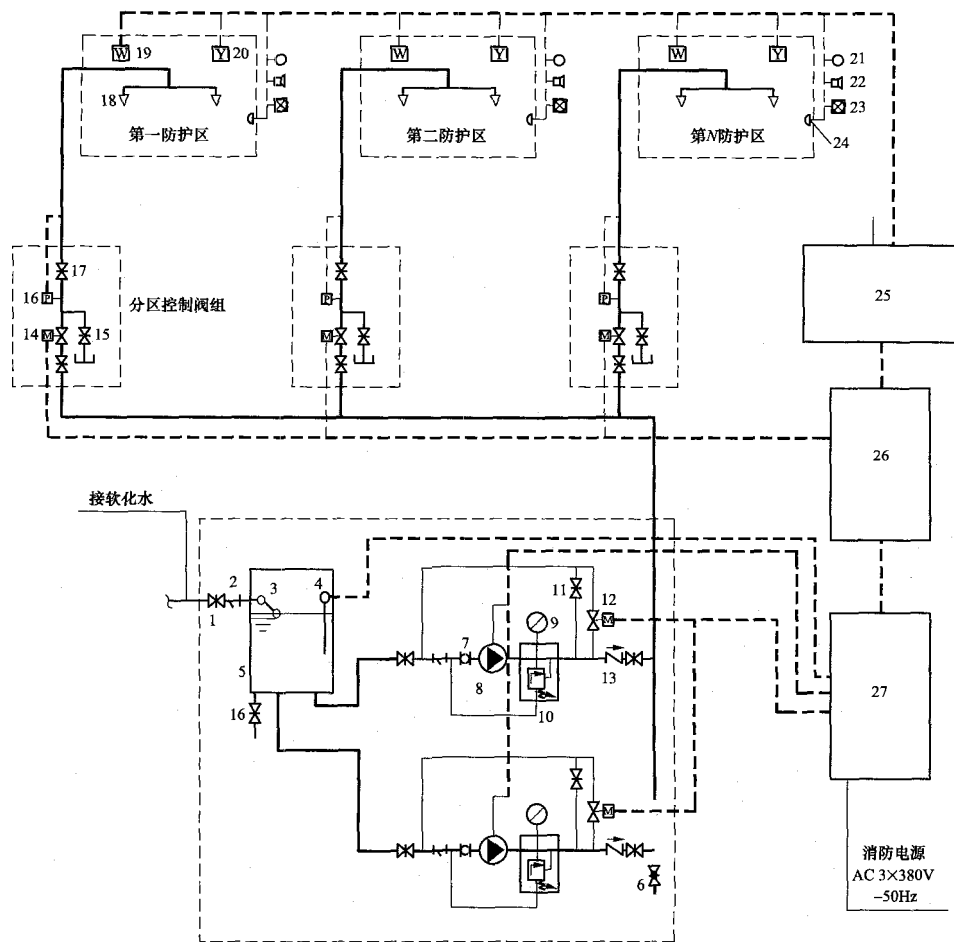 W 19 Y 20
W Y
W Y 21
22
18
23
第一防护区
第二防护区
第N防护区
24
17
16 P
分区控制阀组
14 M 15
P
M
P
M
25
26
接软化水
2 3 4
1
5
16
11
12
M
9
7
8
10
13
27
M
6
消防电源
AC 3×380V
–50Hz